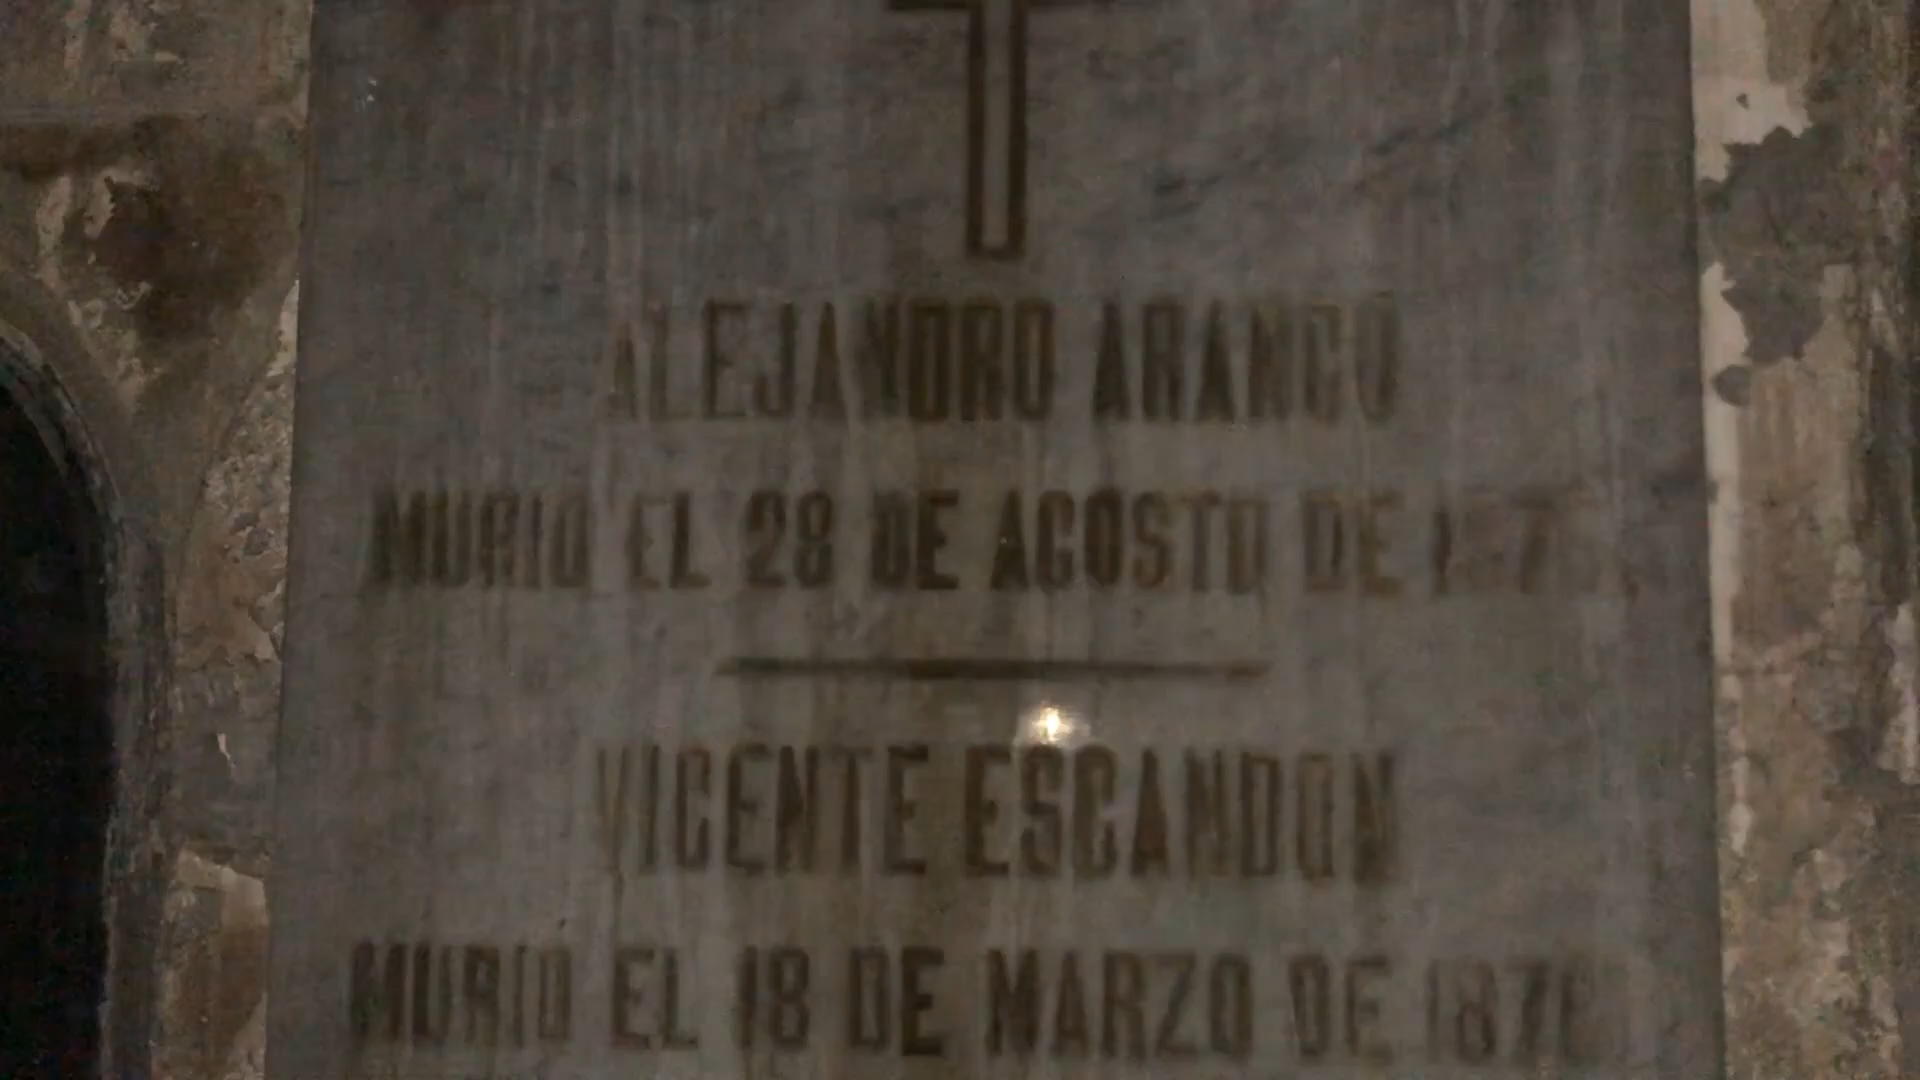 ALEJANDRO ARANGO
MURIO EL 28 DE AGOSTO DE
VICENTE ESCANDON
MURIO EL 18 DE MARZO DE